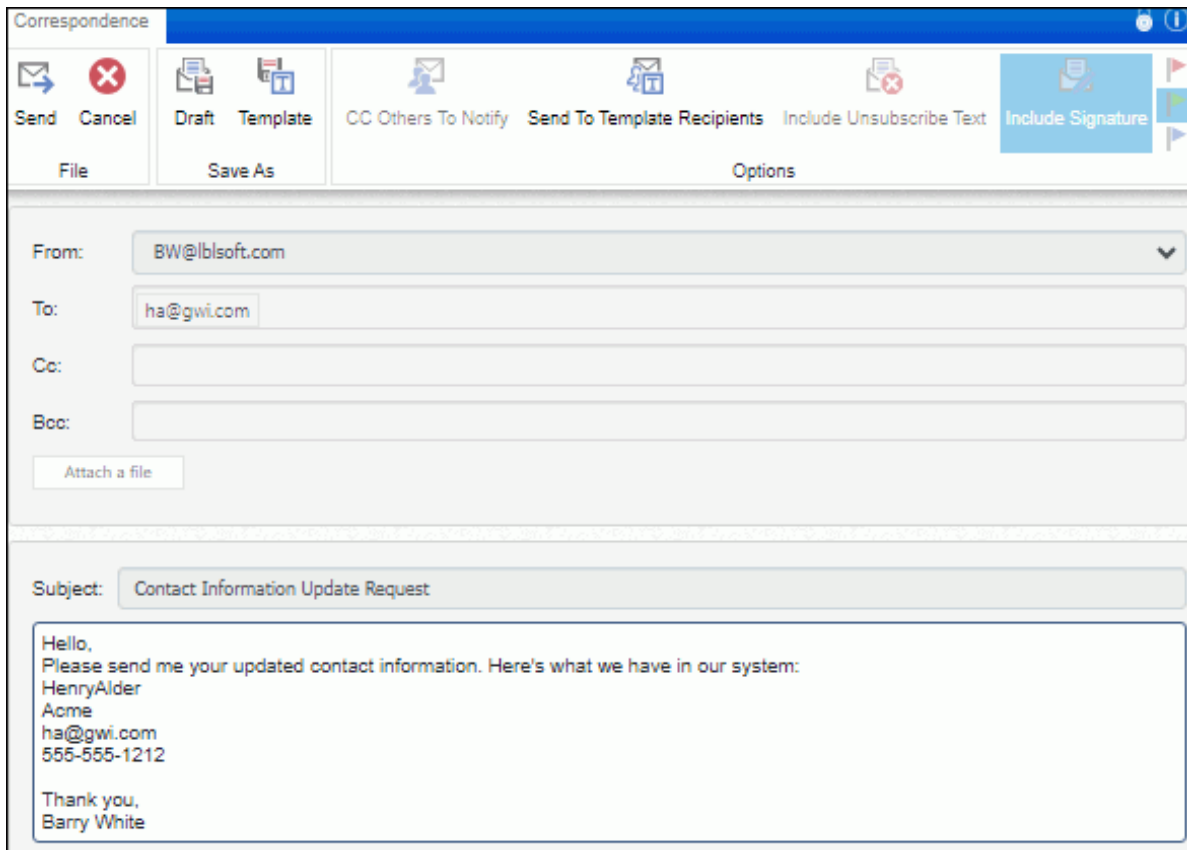 Correspondence
Send Cancel Draft Template CC Others To Notify Send To Template Recipients Include Unsubscribe Text Include Signature
File Save As Options
From: BW@lblsoft.com
To: ha@gwi.com
Cc:
Bcc:
Attach a file
Subject: Contact Information Update Request
Hello,
Please send me your updated contact information. Here's what we have in our system:
HenryAlder
Acme
ha@gwi.com
555-555-1212
Thank you,
Barry White